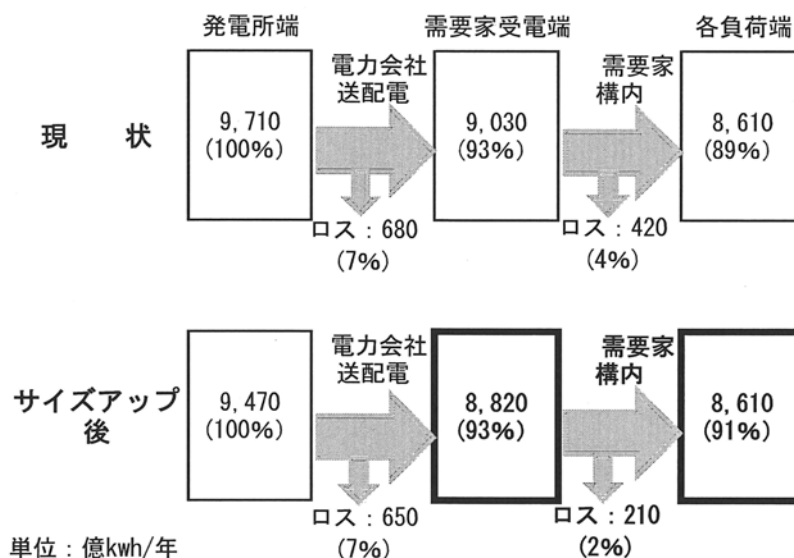 発電所端
需要家受電端
各負荷端
電力会社
送配電
需要家
構内
現 状
9,710
(100%)
9,030
(93%)
8,610
(89%)
ロス：680
(7%)
ロス：420
(4%)
電力会社
送配電
需要家
構内
サイズアップ
後
9,470
(100%)
8,820
(93%)
8,610
(91%)
ロス：650
(7%)
ロス：210
(2%)
単位：億kwh/年